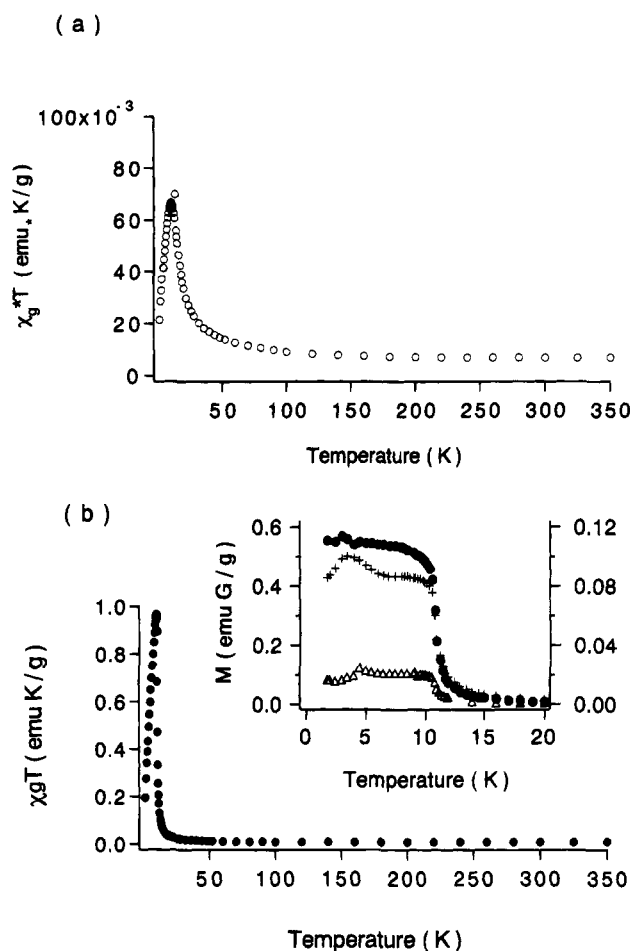 (a)
100x10-3
80
60
40
20
0
χg*T (emu* K/g)
50 100 150 200 250 300 350
Temperature (K)
(b)
1.0
0.8
0.6
0.4
0.2
0.0
χgT (emu K/g)
50 100 150 200 250 300 350
Temperature (K)
0.6
0.4
0.2
0.0
M (emu G/g)
0.12
0.08
0.04
0.00
0 5 10 15 20
Temperature (K)